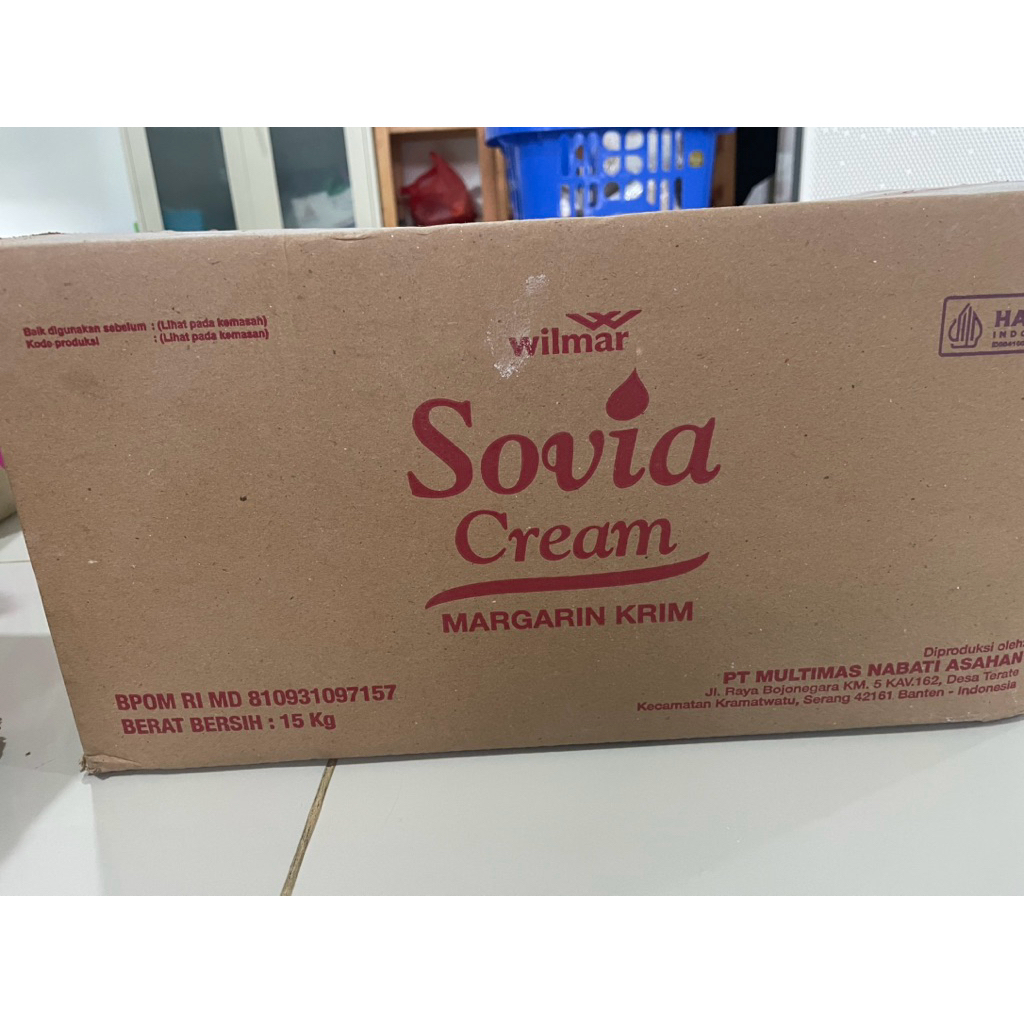 Baik digunakan sebelum : (Lihat pada kemasan)
Kode produksi : (Lihat pada kemasan)
wilmar
Sovia
Cream
MARGARIN KRIM
BPOM RI MD 810931097157
BERAT BERSIH : 15 Kg
Diproduksi oleh:
PT MULTIMAS NABATI ASAHAN
Jl. Raya Bojonegara KM. 5 KAV.162, Desa Terate
Kecamatan Kramatwatu, Serang 42161 Banten - Indonesia